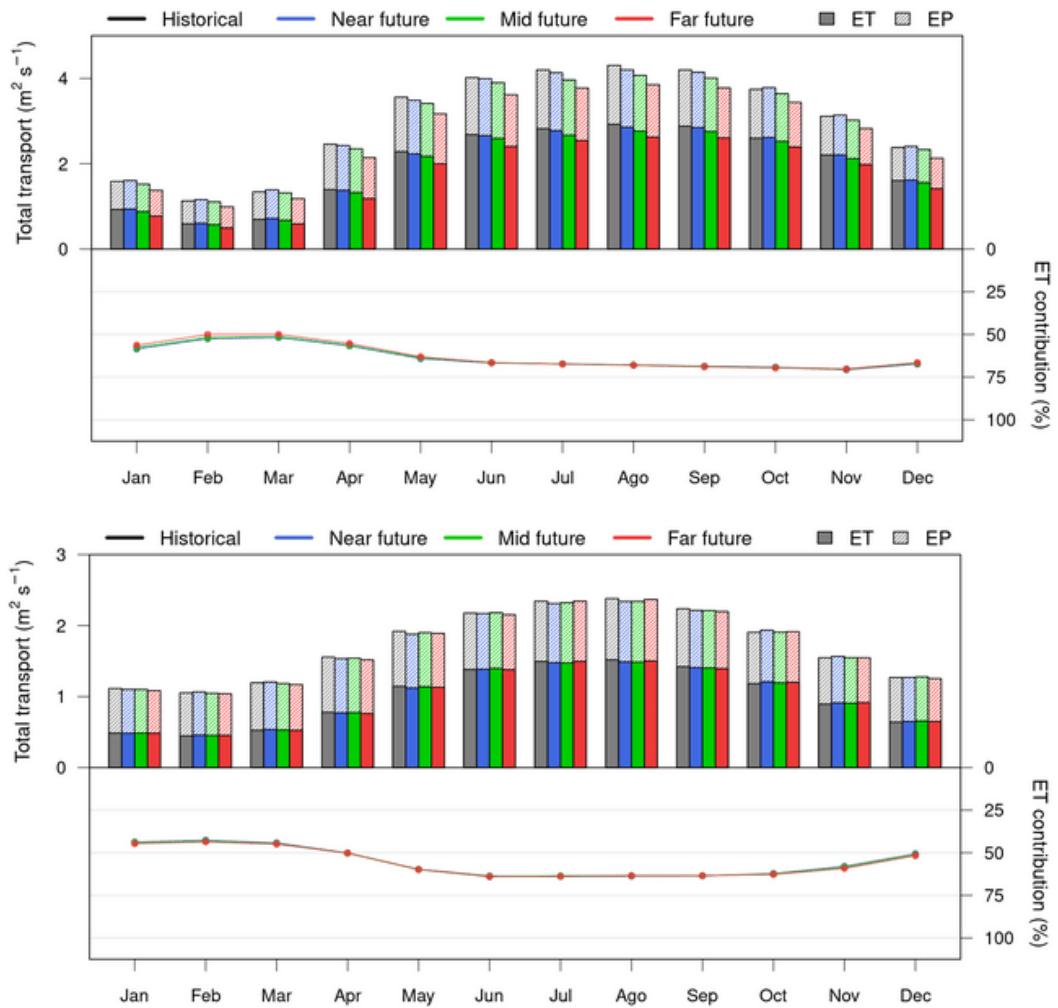 Historical Near future Mid future Far future ET EP
Total transport (m² s⁻¹)
4
2
0
0
25
50
75
100
ET contribution (%)
Jan Feb Mar Apr May Jun Jul Ago Sep Oct Nov Dec
Historical Near future Mid future Far future ET EP
Total transport (m² s⁻¹)
3
2
1
0
0
25
50
75
100
ET contribution (%)
Jan Feb Mar Apr May Jun Jul Ago Sep Oct Nov Dec